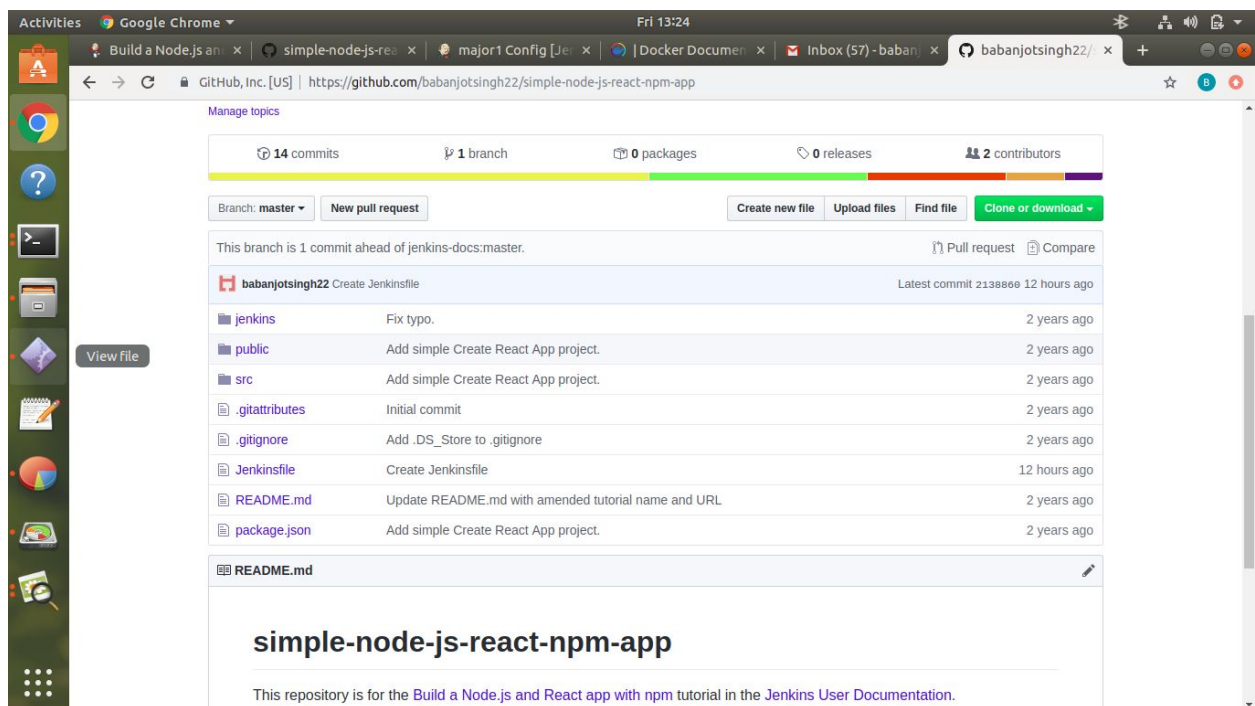 Activities Google Chrome Fri 13:24
Build a Node.js an simple-node-js-rea major1 Config [Jen | Docker Documen Inbox (57) - babanj babanjotsingh22/s
GitHub, Inc. [US] | https://github.com/babanjotsingh22/simple-node-js-react-npm-app B
Manage topics
14 commits 1 branch 0 packages 0 releases 2 contributors
Branch: master New pull request Create new file Upload files Find file Clone or download
This branch is 1 commit ahead of jenkins-docs:master. Pull request Compare
babanjotsingh22 Create Jenkinsfile Latest commit 2138860 12 hours ago
jenkins Fix typo. 2 years ago
public Add simple Create React App project. 2 years ago
View file
src Add simple Create React App project. 2 years ago
.gitattributes Initial commit 2 years ago
.gitignore Add .DS_Store to .gitignore 2 years ago
Jenkinsfile Create Jenkinsfile 12 hours ago
README.md Update README.md with amended tutorial name and URL 2 years ago
package.json Add simple Create React App project. 2 years ago
README.md
simple-node-js-react-npm-app
This repository is for the Build a Node.js and React app with npm tutorial in the Jenkins User Documentation.